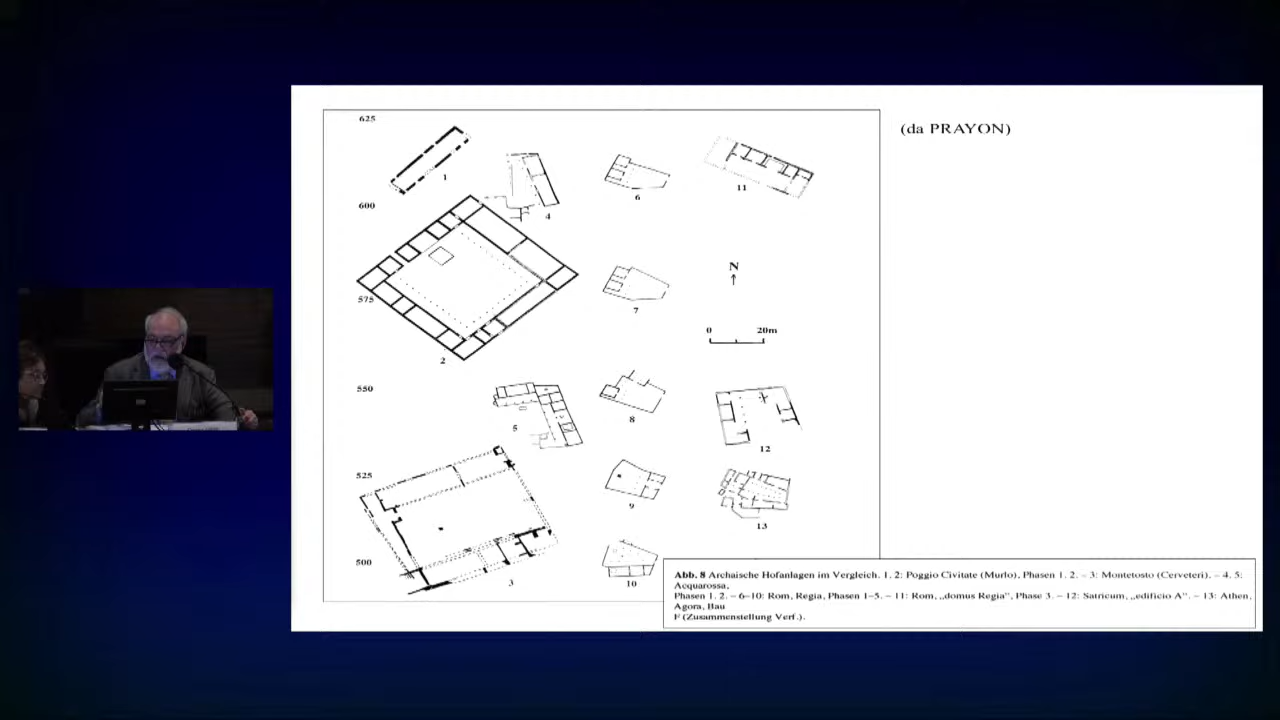 (da PRAYON)
625
1
4
6
11
600
N
575
7
0 20m
2
550
5
8
12
525
9
13
500
3
10
Abb. 8 Archaische Hofanlagen im Vergleich. 1. 2: Poggio Civitate (Murlo), Phasen 1. 2. – 3: Montetosto (Cerveteri). – 4. 5:
Acquarossa,
Phasen 1. 2. – 6–10: Rom, Regia, Phasen 1–5. – 11: Rom, „domus Regia“, Phase 3. – 12: Satricum, „edificio A“. – 13: Athen,
Agora, Bau
F (Zusammenstellung Verf.).